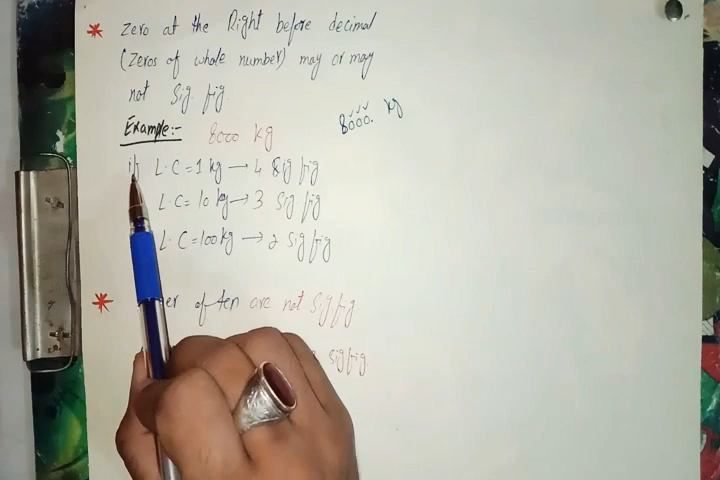 * Zero at the Right before decimal
(Zeros of whole number) may or may
not Sig. fig.
Example:- 8000 kg
8000. kg
if L.C = 1 kg → 4 Sig fig
L.C = 10 kg → 3 Sig fig
L.C = 100 kg → 2 Sig fig
* er of ten are not Sig fig
sig fig